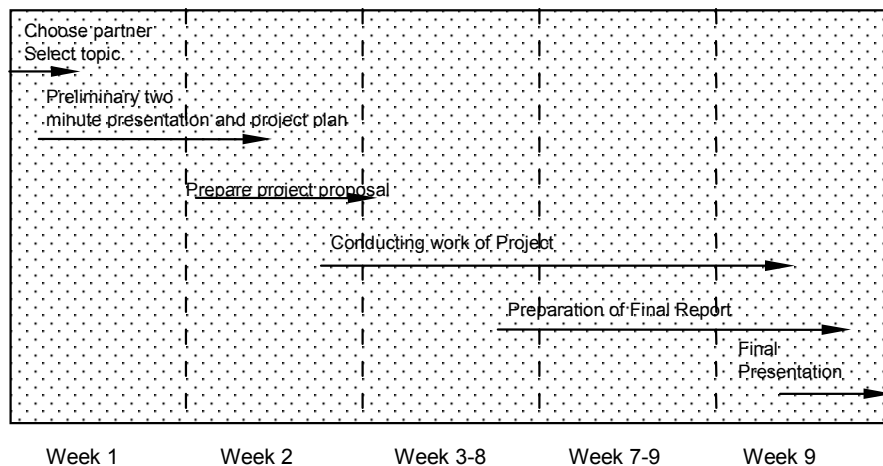 Choose partner
Select topic.
Preliminary two
minute presentation and project plan
Prepare project proposal
Conducting work of Project
Preparation of Final Report
Final
Presentation
Week 1 Week 2 Week 3-8 Week 7-9 Week 9